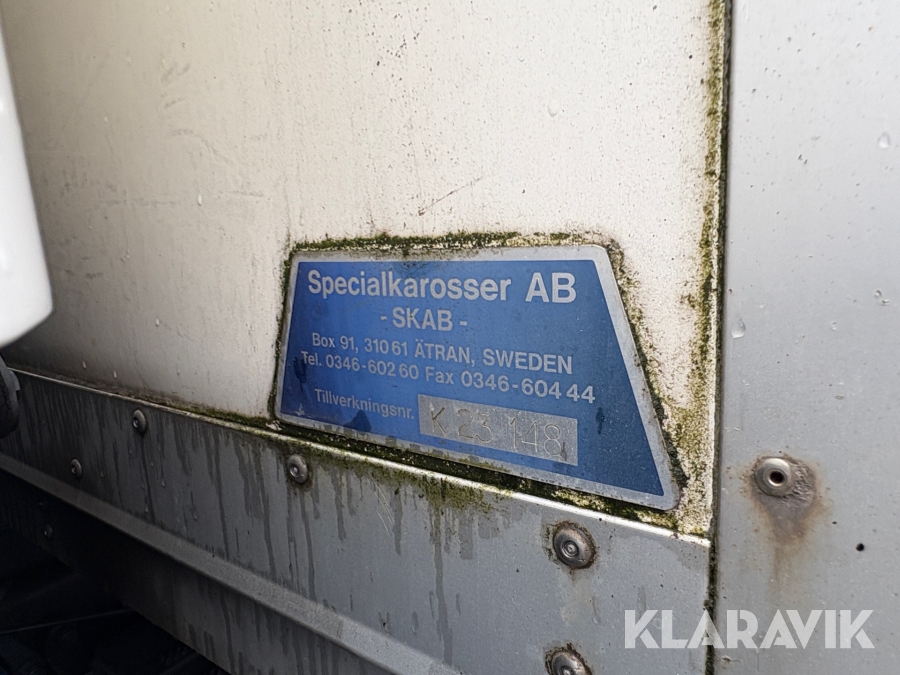 Specialkarosser AB
- SKAB -
Box 91, 310 61 ÄTRAN, SWEDEN
Tel. 0346-602 60 Fax 0346-604 44
Tillverkningsnr. K 23 148
KLARAVIK